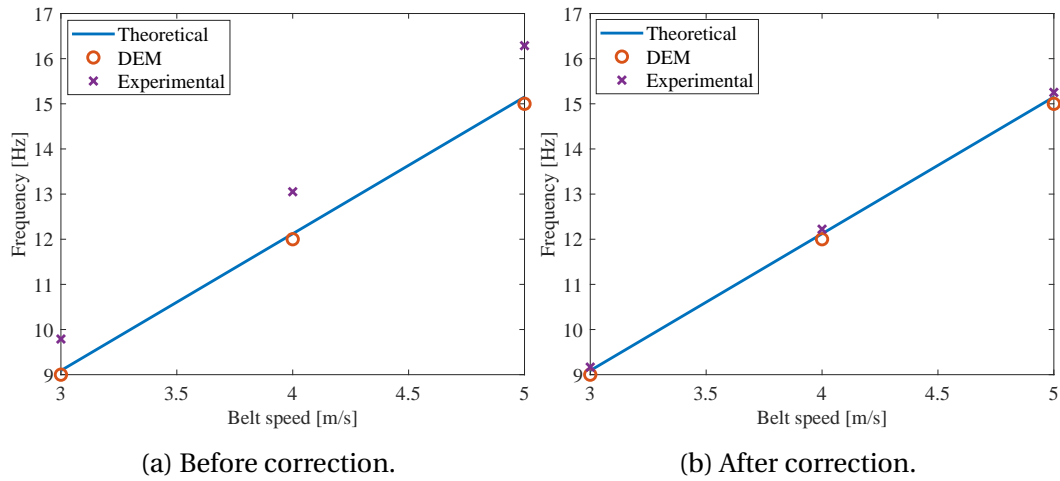 17
16
15
14
13
12
11
10
9
Frequency [Hz]
Theoretical
DEM
Experimental
3 3.5 4 4.5 5
Belt speed [m/s]
(a) Before correction.
17
16
15
14
13
12
11
10
9
Frequency [Hz]
Theoretical
DEM
Experimental
3 3.5 4 4.5 5
Belt speed [m/s]
(b) After correction.